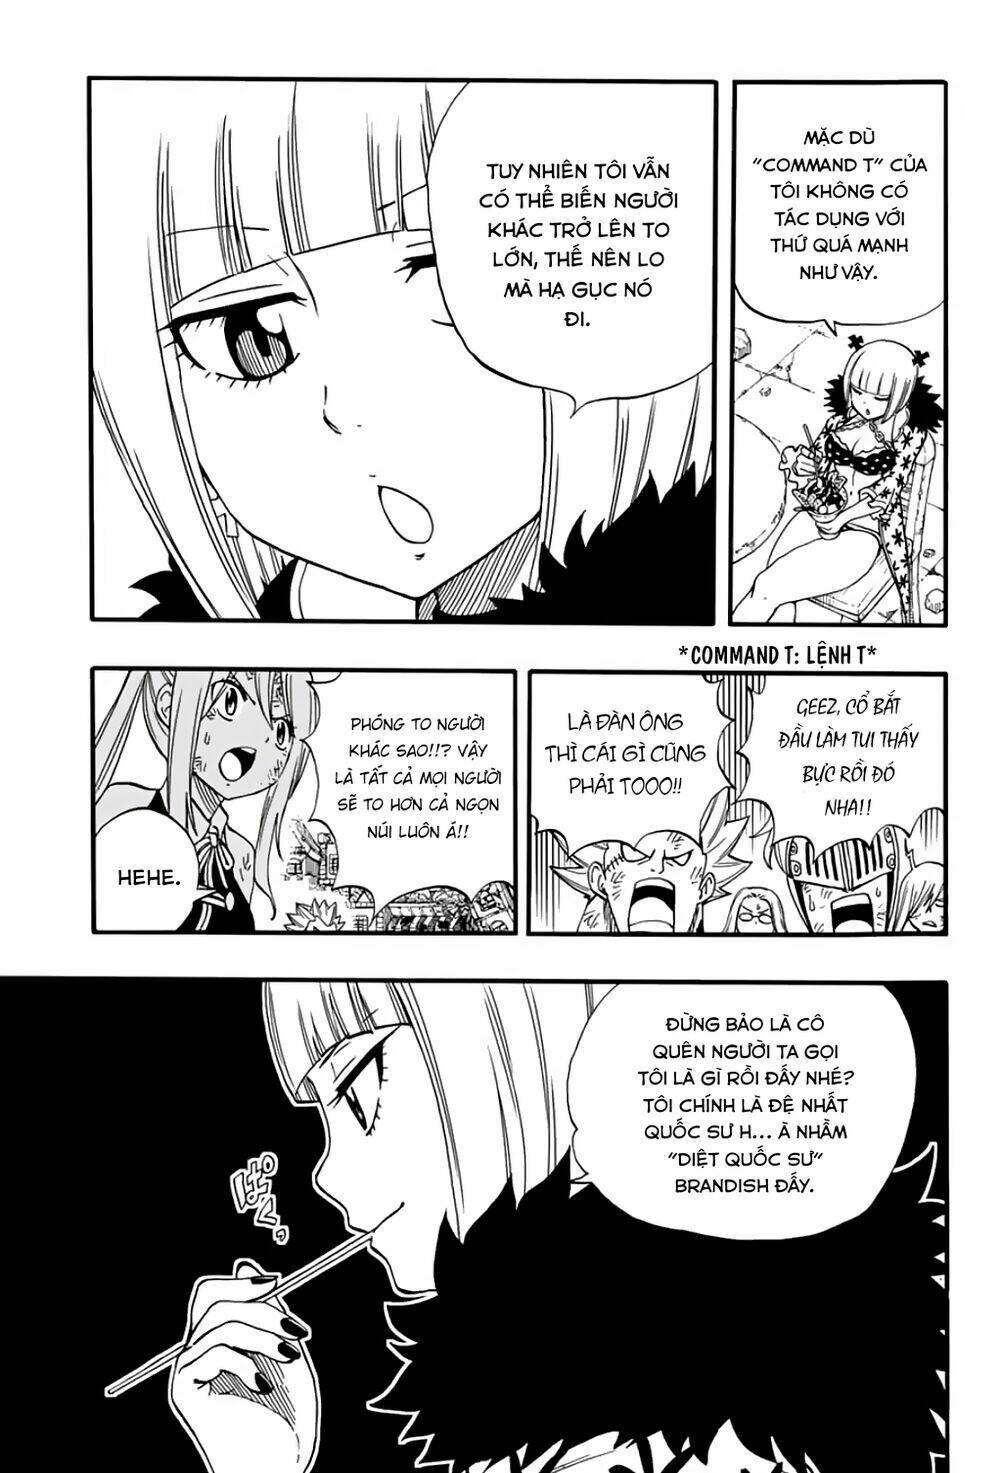 MẶC DÙ
"COMMAND T" CỦA
TÔI KHÔNG CÓ
TÁC DỤNG VỚI
THỨ QUÁ MẠNH
NHƯ VẬY.
TUY NHIÊN TÔI VẪN
CÓ THỂ BIẾN NGƯỜI
KHÁC TRỞ LÊN TO
LỚN, THẾ NÊN LO
MÀ HẠ GỤC NÓ
ĐI.
*COMMAND T: LỆNH T*
GEEZ, CỔ BẮT
ĐẦU LÀM TUI THẤY
BỰC RỒI ĐÓ
NHA!!
LÀ ĐÀN ÔNG
THÌ CÁI GÌ CŨNG
PHẢI TOOO!!
PHÓNG TO NGƯỜI
KHÁC SAO!!? VẬY
LÀ TẤT CẢ MỌI NGƯỜI
SẼ TO HƠN CẢ NGỌN
NÚI LUÔN Á!!
HEHE.
ĐỪNG BẢO LÀ CÔ
QUÊN NGƯỜI TA GỌI
TÔI LÀ GÌ RỒI ĐẤY NHÉ?
TÔI CHÍNH LÀ ĐỆ NHẤT
QUỐC SƯ H... À NHẦM
"DIỆT QUỐC SƯ"
BRANDISH ĐẤY.
ぱくっ